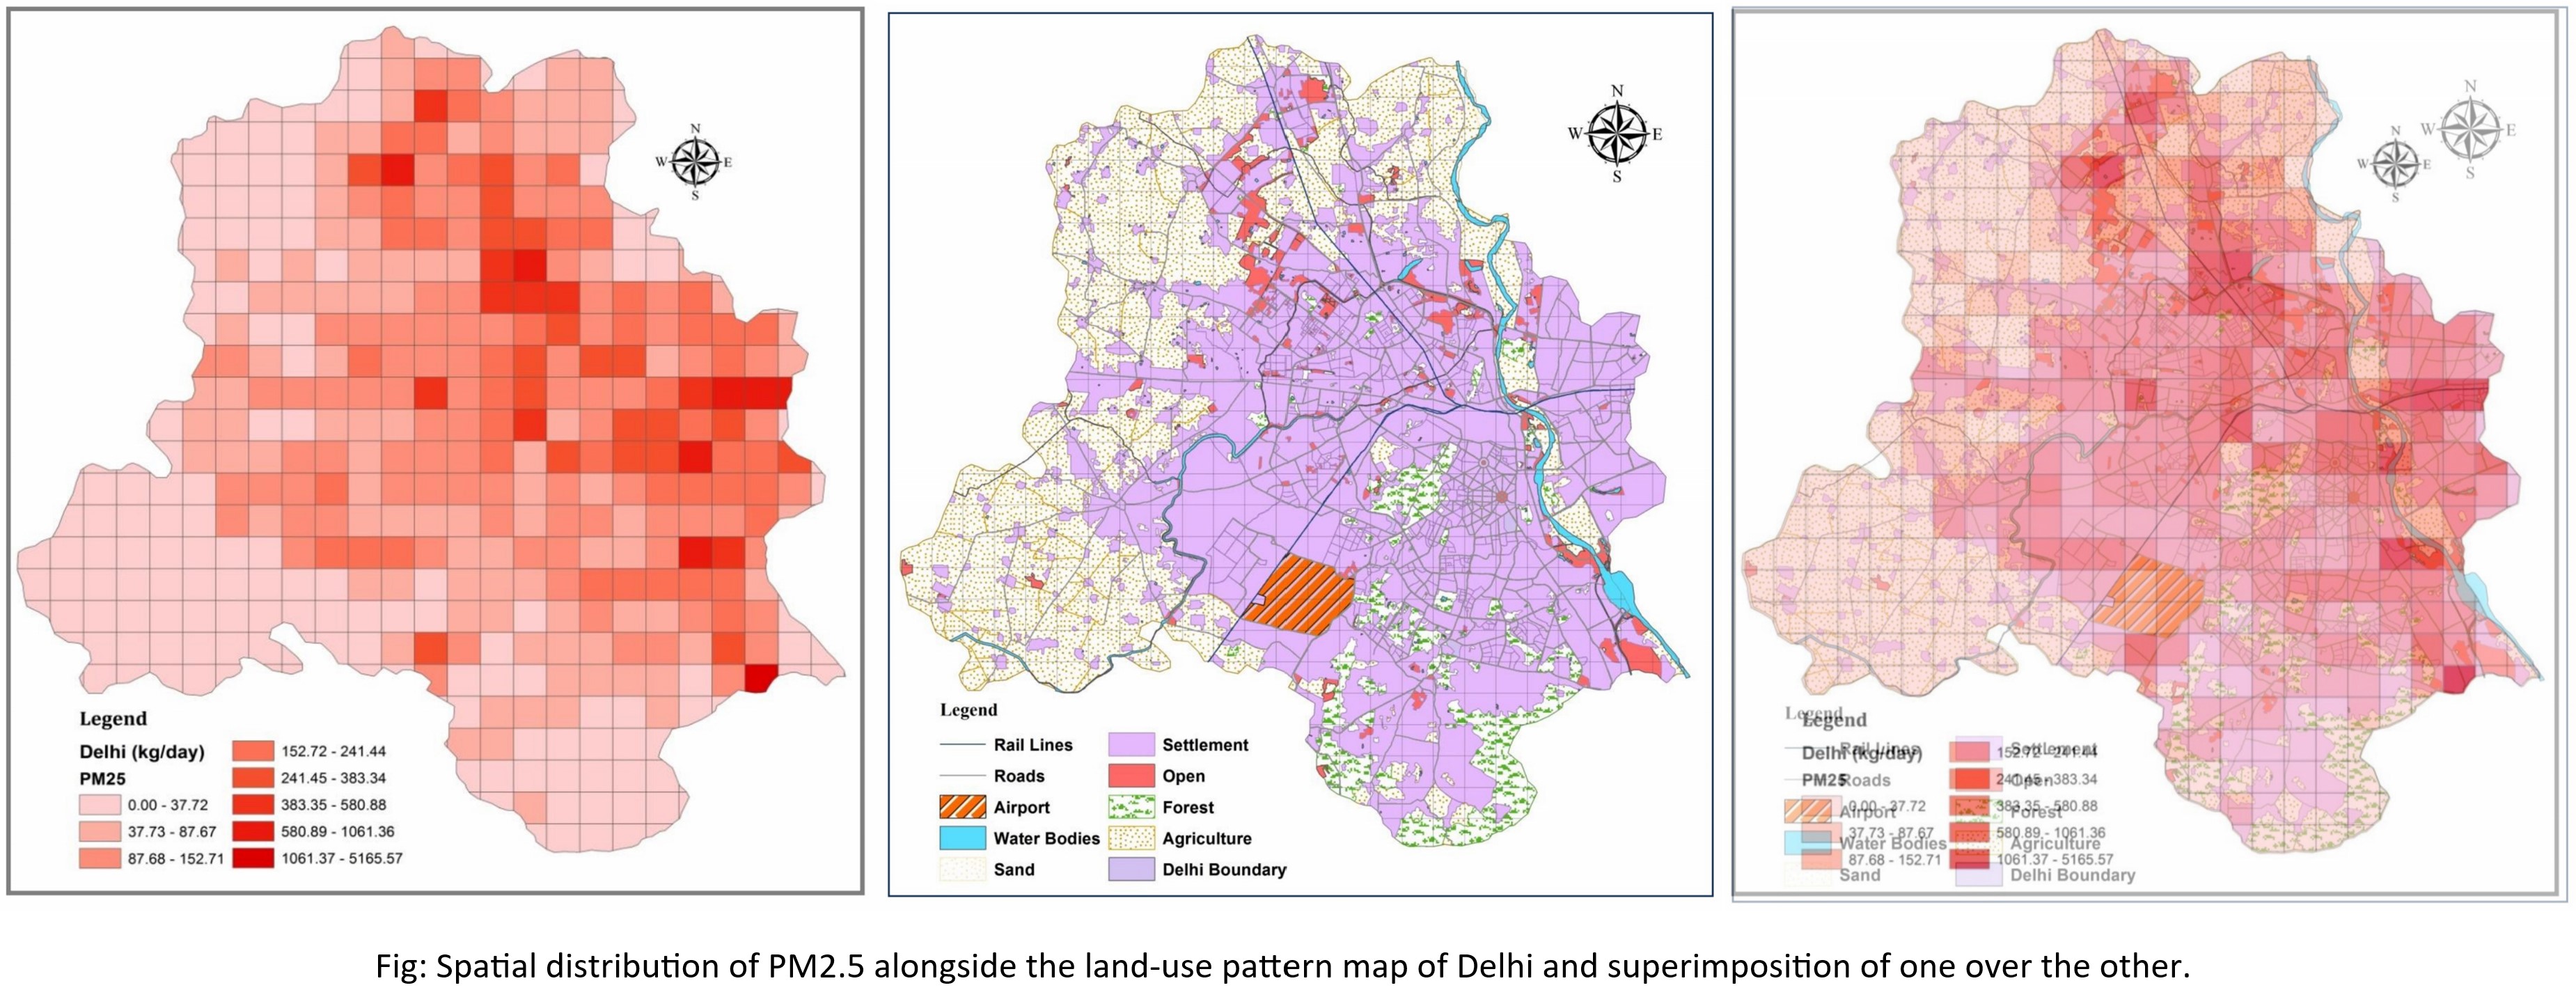 N
W E
S
Legend
Delhi (kg/day)
PM25
0.00 - 37.72
37.73 - 87.67
87.68 - 152.71
152.72 - 241.44
241.45 - 383.34
383.35 - 580.88
580.89 - 1061.36
1061.37 - 5165.57
N
W E
S
Legend
Rail Lines
Roads
Airport
Water Bodies
Sand
Settlement
Open
Forest
Agriculture
Delhi Boundary
N
W E
S
N
W E
S
Legend
Legend
Delhi (kg/day)
Rail Lines
PM25
Roads
0.00 - 37.72
Airport
37.73 - 87.67
Water Bodies
87.68 - 152.71
Sand
152.72 - 241.44
Settlement
241.45 - 383.34
Open
383.35 - 580.88
Forest
580.89 - 1061.36
Agriculture
1061.37 - 5165.57
Delhi Boundary
Fig: Spatial distribution of PM2.5 alongside the land-use pattern map of Delhi and superimposition of one over the other.